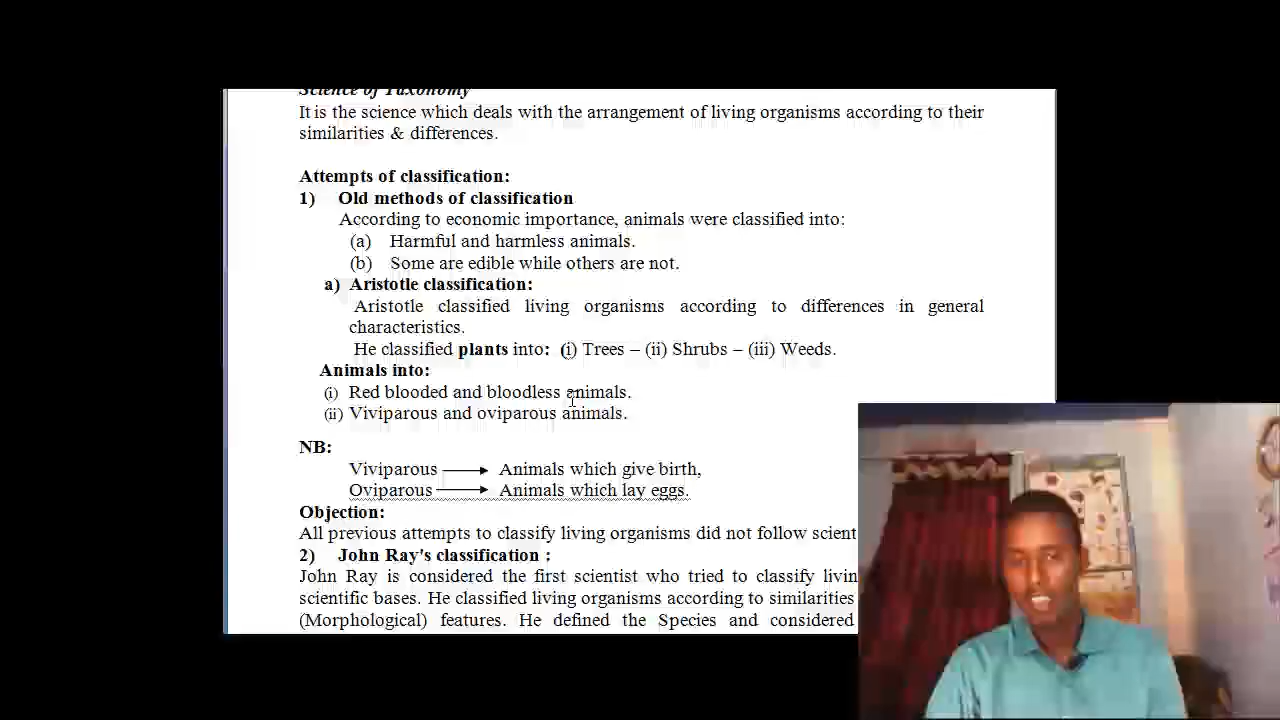 Science of Taxonomy
It is the science which deals with the arrangement of living organisms according to their
similarities & differences.
Attempts of classification:
1) Old methods of classification
According to economic importance, animals were classified into:
(a) Harmful and harmless animals.
(b) Some are edible while others are not.
a) Aristotle classification:
Aristotle classified living organisms according to differences in general
characteristics.
He classified plants into: (i) Trees – (ii) Shrubs – (iii) Weeds.
Animals into:
(i) Red blooded and bloodless animals.
(ii) Viviparous and oviparous animals.
NB:
Viviparous → Animals which give birth,
Oviparous → Animals which lay eggs.
Objection:
All previous attempts to classify living organisms did not follow scient
2) John Ray's classification :
John Ray is considered the first scientist who tried to classify livin
scientific bases. He classified living organisms according to similarities
(Morphological) features. He defined the Species and considered